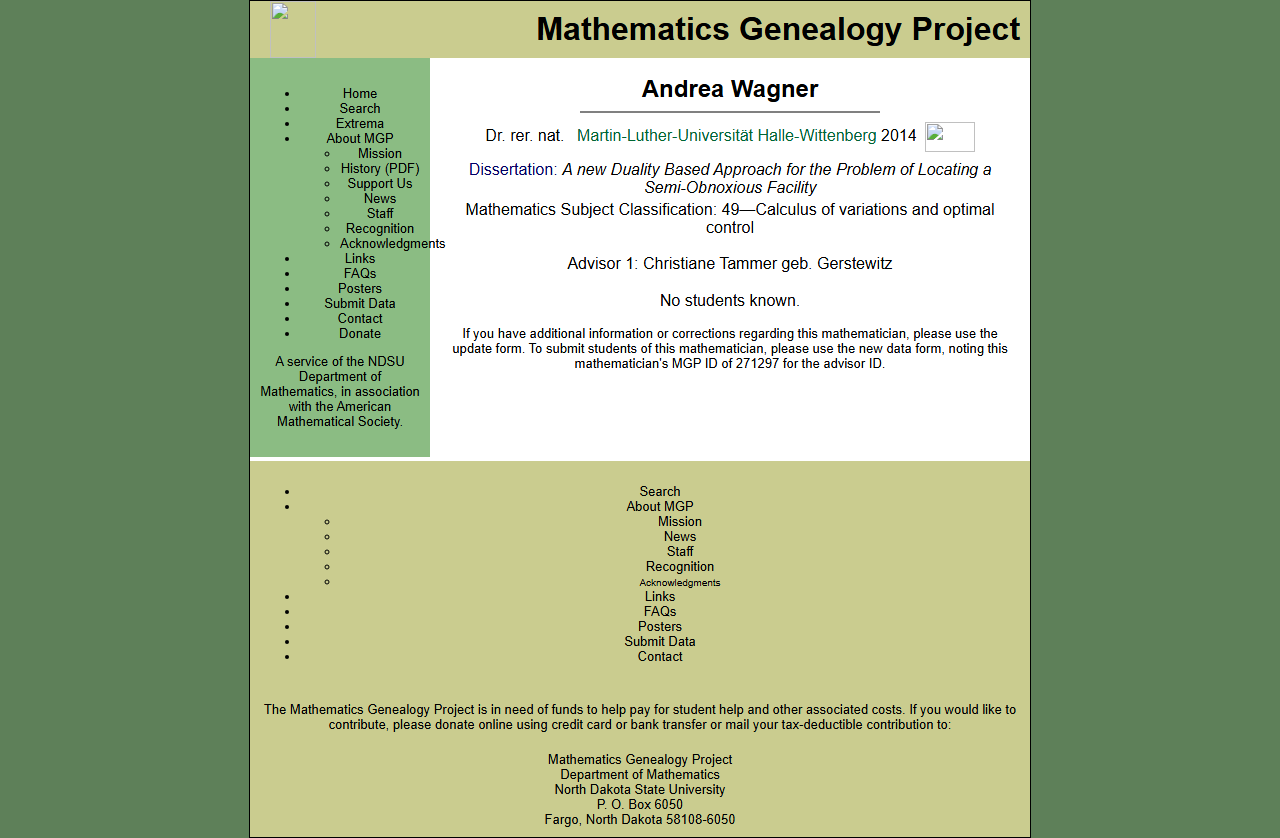 Mathematics Genealogy Project
Home
Search
Extrema
About MGP
Mission
History (PDF)
Support Us
News
Staff
Recognition
Acknowledgments
Links
FAQs
Posters
Submit Data
Contact
Donate
A service of the NDSU
Department of
Mathematics, in association
with the American
Mathematical Society.
Andrea Wagner
Dr. rer. nat. Martin-Luther-Universität Halle-Wittenberg 2014
Dissertation: A new Duality Based Approach for the Problem of Locating a
Semi-Obnoxious Facility
Mathematics Subject Classification: 49—Calculus of variations and optimal
control
Advisor 1: Christiane Tammer geb. Gerstewitz
No students known.
If you have additional information or corrections regarding this mathematician, please use the
update form. To submit students of this mathematician, please use the new data form, noting this
mathematician's MGP ID of 271297 for the advisor ID.
Search
About MGP
Mission
News
Staff
Recognition
Acknowledgments
Links
FAQs
Posters
Submit Data
Contact
The Mathematics Genealogy Project is in need of funds to help pay for student help and other associated costs. If you would like to
contribute, please donate online using credit card or bank transfer or mail your tax-deductible contribution to:
Mathematics Genealogy Project
Department of Mathematics
North Dakota State University
P. O. Box 6050
Fargo, North Dakota 58108-6050